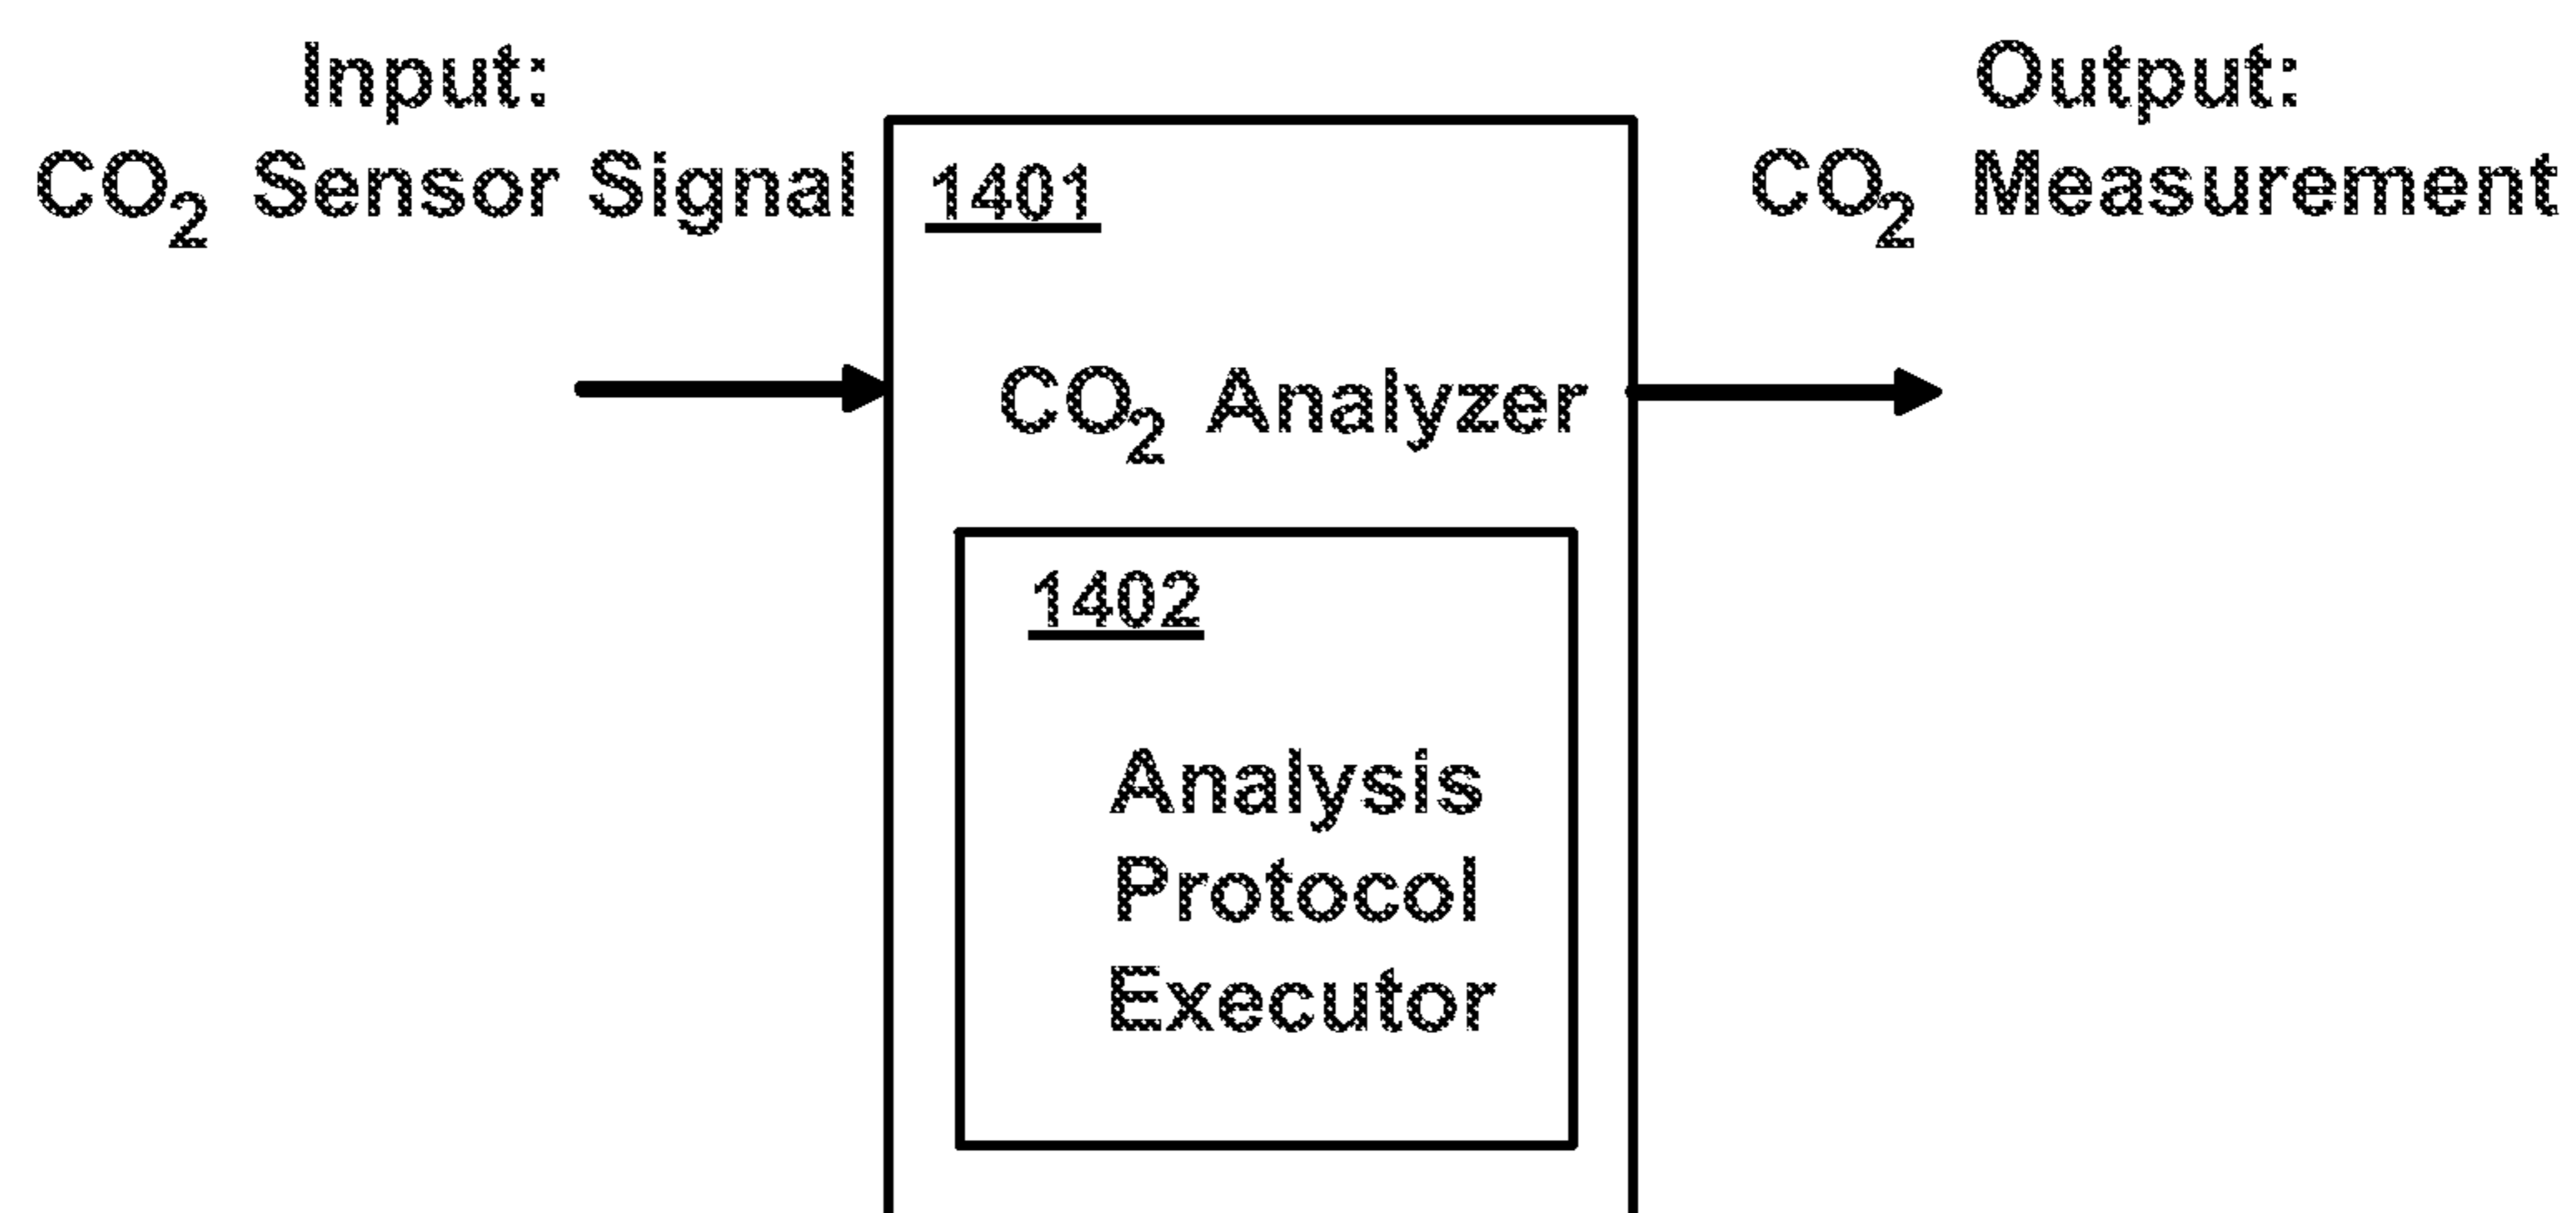 Input:
CO₂ Sensor Signal
Output:
CO₂ Measurement
1401
CO₂ Analyzer
1402
Analysis
Protocol
Executor